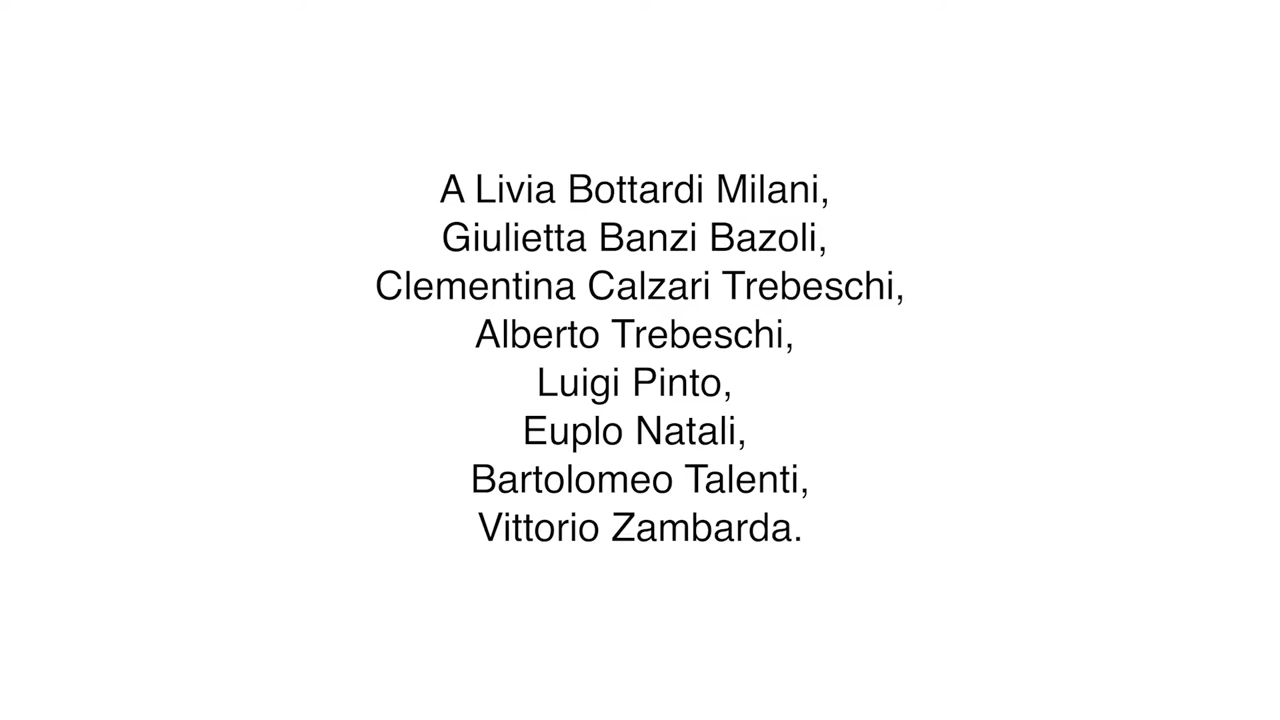 A Livia Bottardi Milani,
Giulietta Banzi Bazoli,
Clementina Calzari Trebeschi,
Alberto Trebeschi,
Luigi Pinto,
Euplo Natali,
Bartolomeo Talenti,
Vittorio Zambarda.